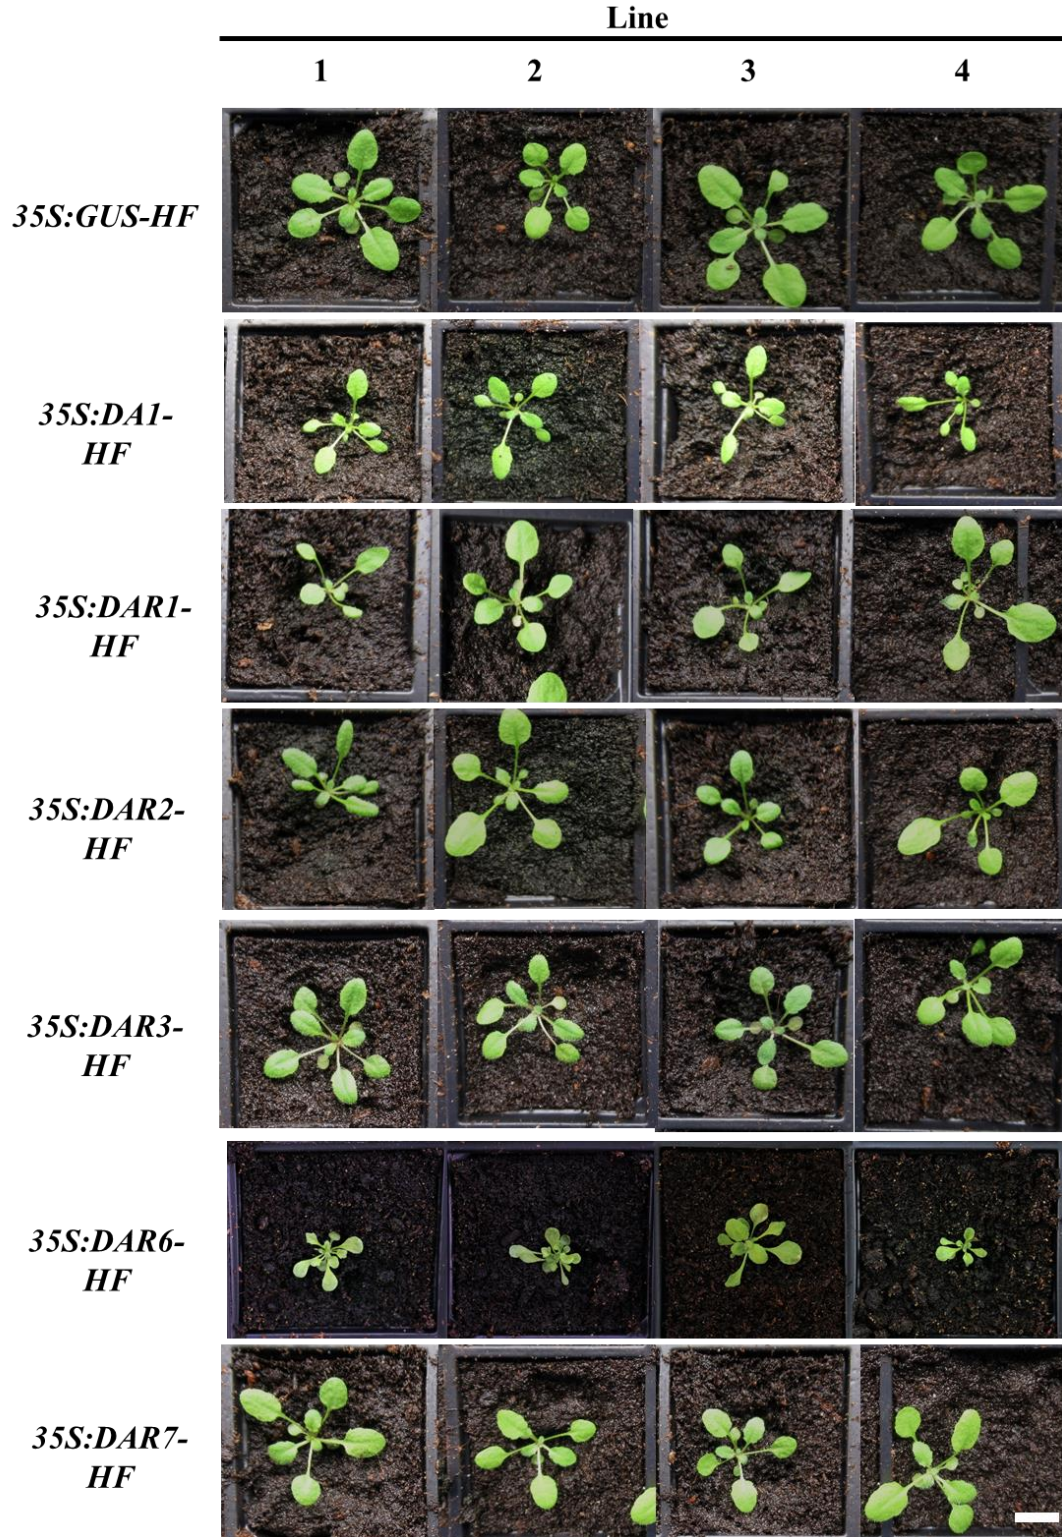 Line
1 2 3 4
35S:GUS-HF
35S:DA1-
HF
35S:DAR1-
HF
35S:DAR2-
HF
35S:DAR3-
HF
35S:DAR6-
HF
35S:DAR7-
HF